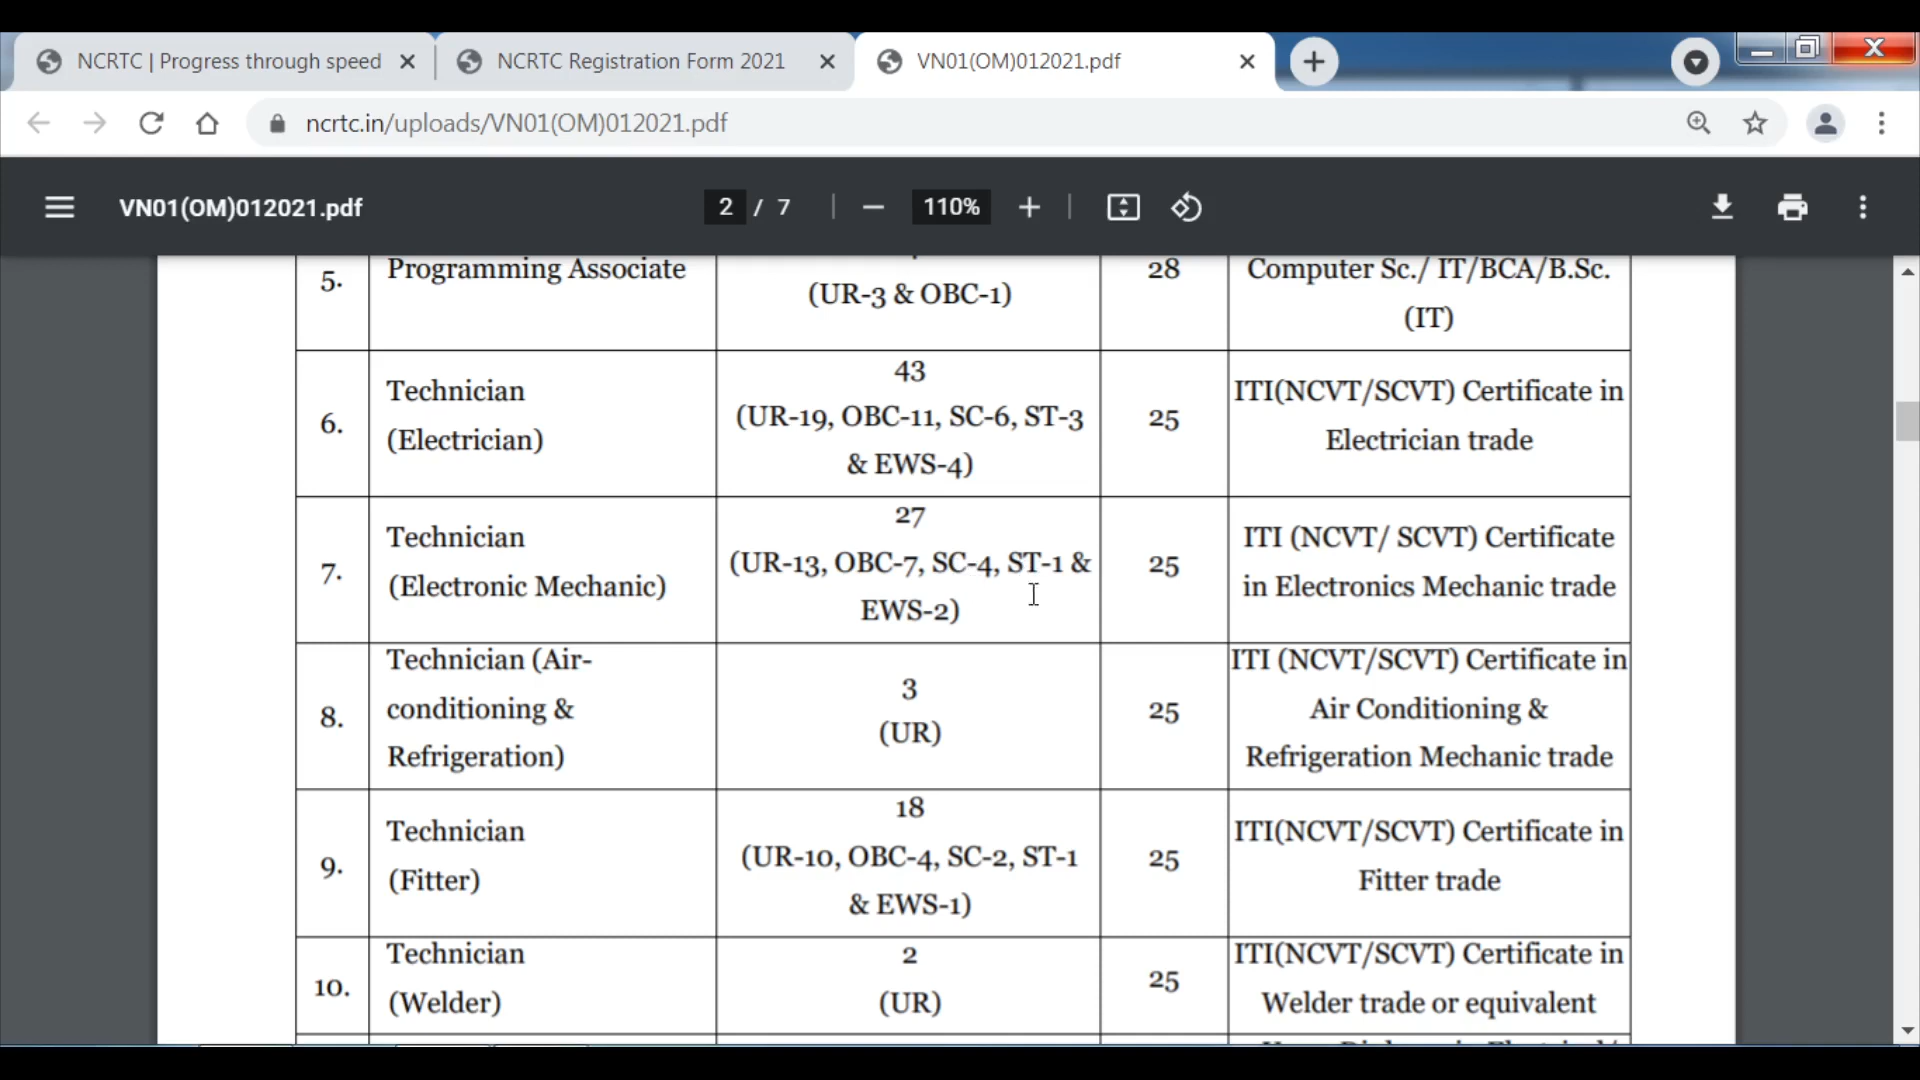 NCRTC | Progress through speed
NCRTC Registration Form 2021
VN01(OM)012021.pdf
ncrtc.in/uploads/VN01(OM)012021.pdf
VN01(OM)012021.pdf
2 / 7
110%
5.
Programming Associate
(UR-3 & OBC-1)
28
Computer Sc./ IT/BCA/B.Sc.
(IT)
6.
Technician
(Electrician)
43
(UR-19, OBC-11, SC-6, ST-3
& EWS-4)
25
ITI(NCVT/SCVT) Certificate in
Electrician trade
7.
Technician
(Electronic Mechanic)
27
(UR-13, OBC-7, SC-4, ST-1 &
EWS-2)
25
ITI (NCVT/ SCVT) Certificate
in Electronics Mechanic trade
8.
Technician (Air-
conditioning &
Refrigeration)
3
(UR)
25
ITI (NCVT/SCVT) Certificate in
Air Conditioning &
Refrigeration Mechanic trade
9.
Technician
(Fitter)
18
(UR-10, OBC-4, SC-2, ST-1
& EWS-1)
25
ITI(NCVT/SCVT) Certificate in
Fitter trade
10.
Technician
(Welder)
2
(UR)
25
ITI(NCVT/SCVT) Certificate in
Welder trade or equivalent